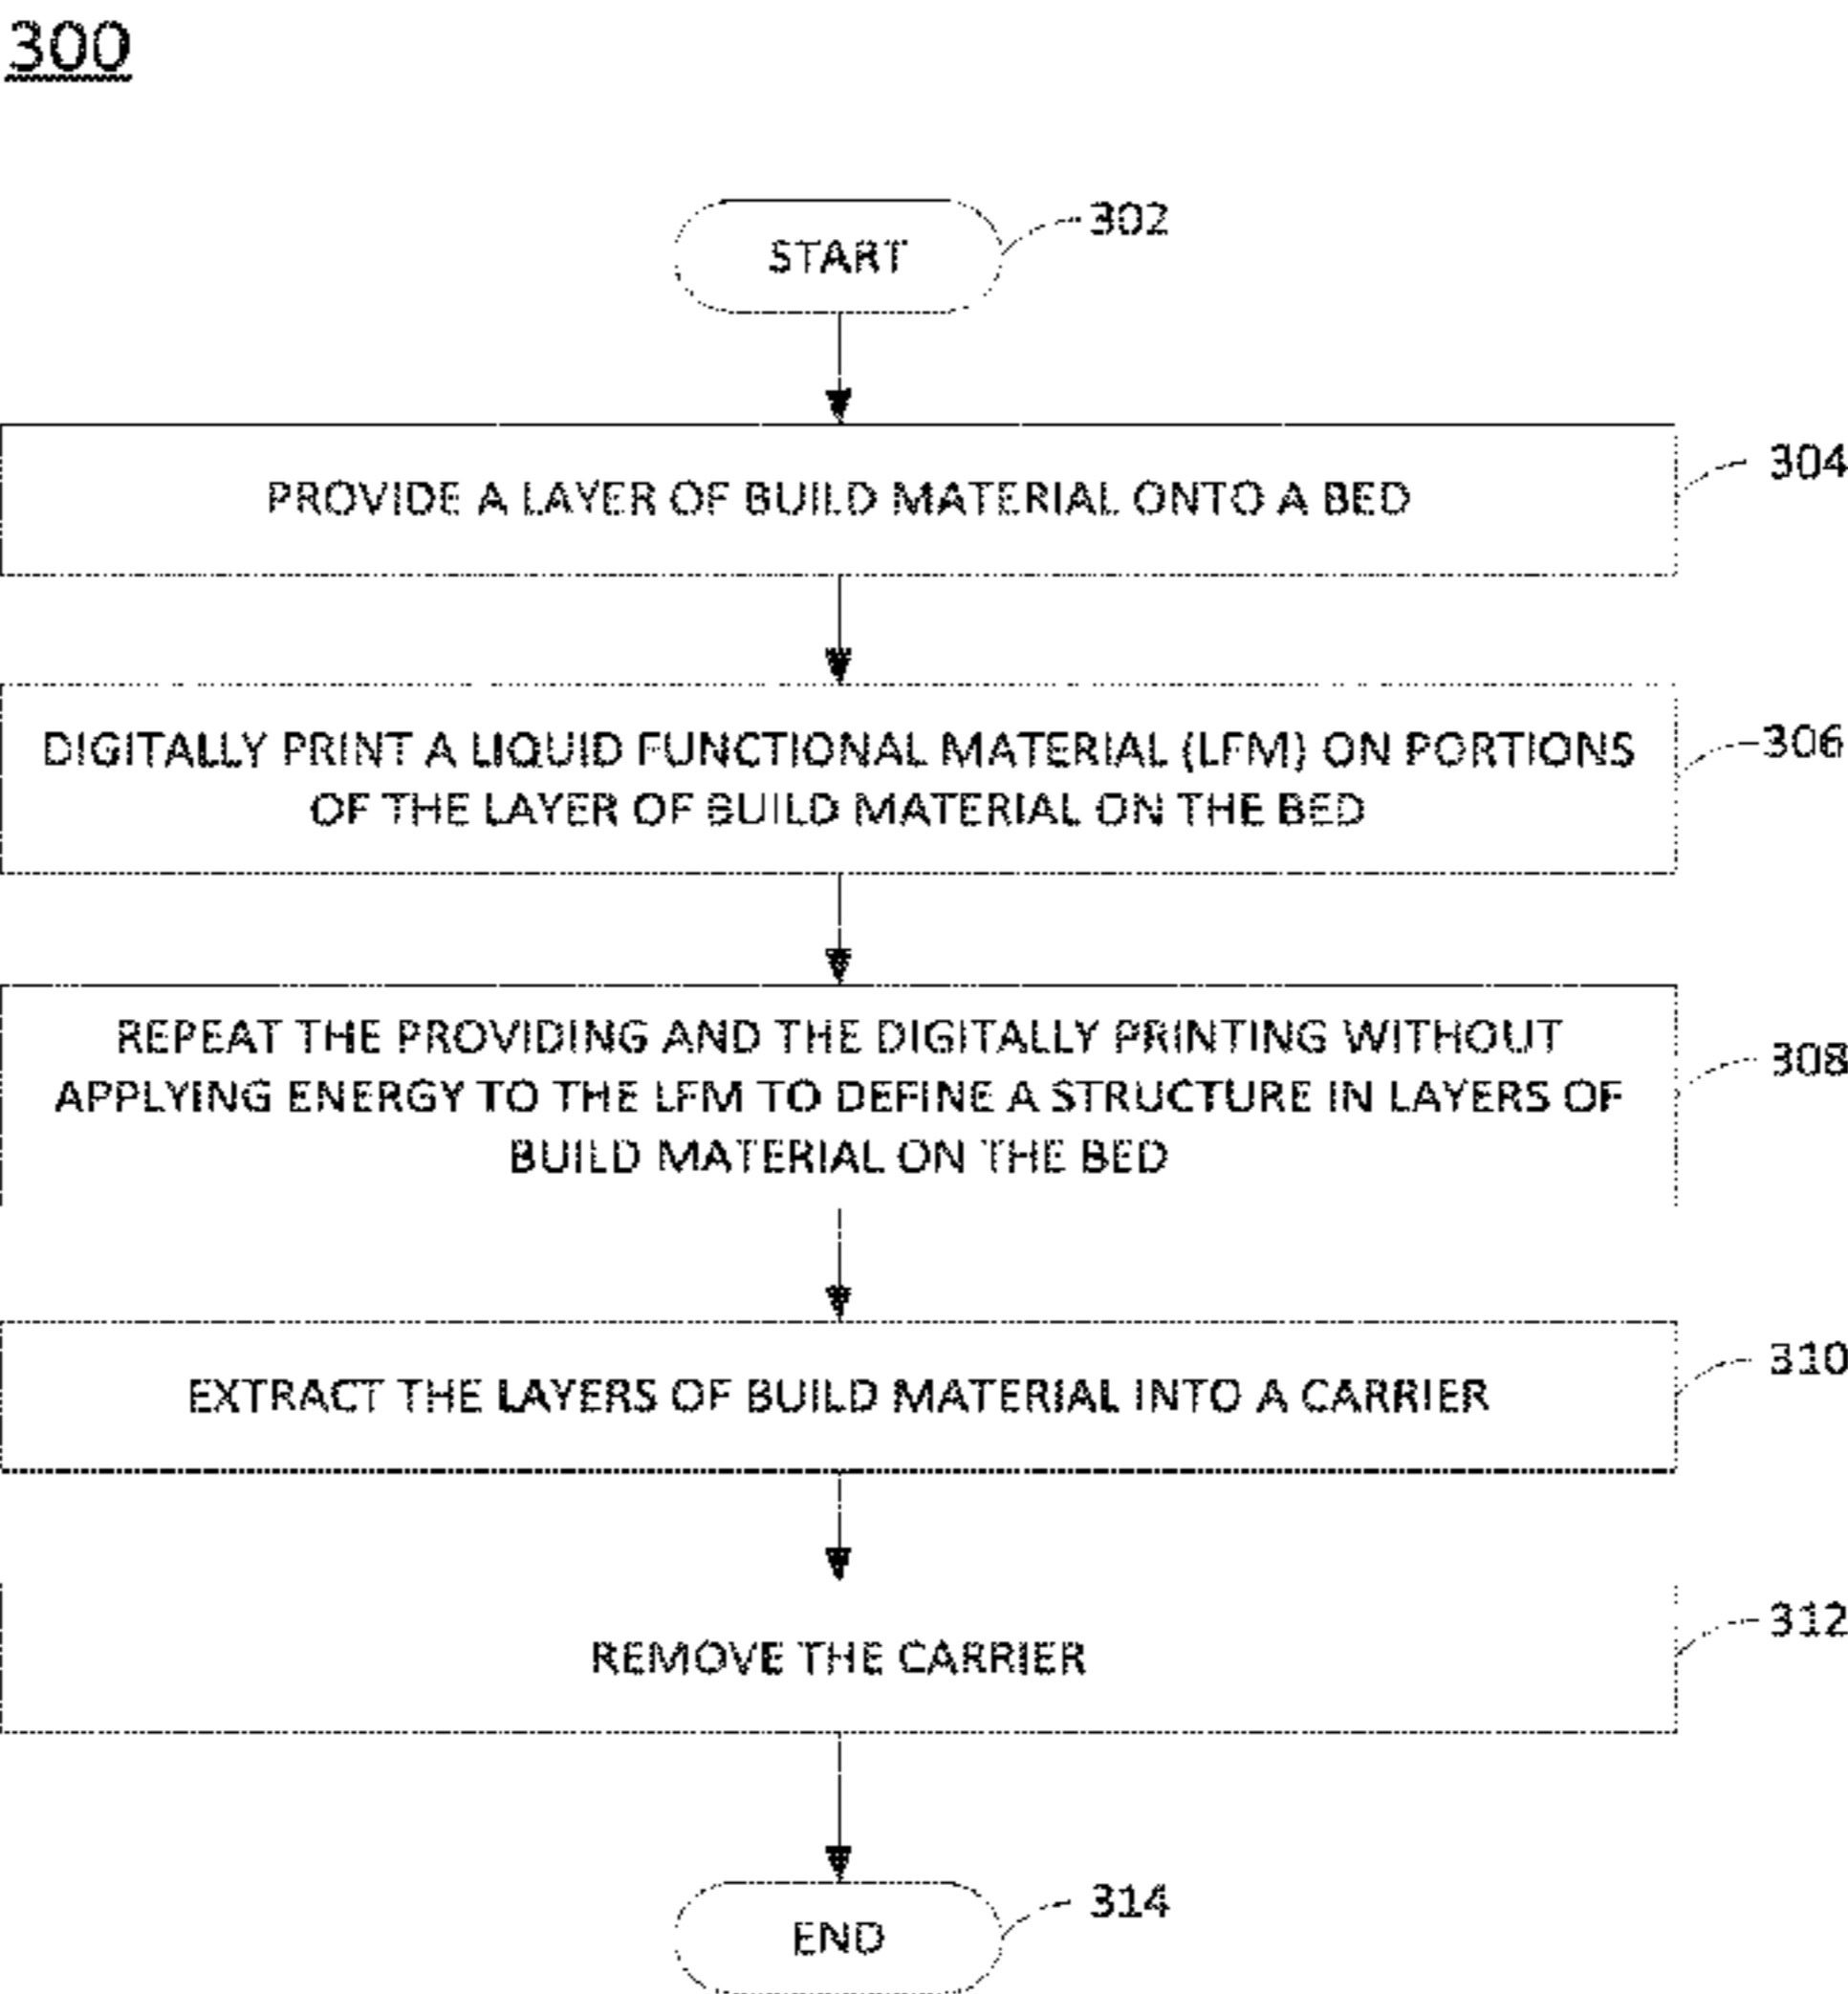 300
START
302
PROVIDE A LAYER OF BUILD MATERIAL ONTO A BED
304
DIGITALLY PRINT A LIQUID FUNCTIONAL MATERIAL (LFM) ON PORTIONS
OF THE LAYER OF BUILD MATERIAL ON THE BED
306
REPEAT THE PROVIDING AND THE DIGITALLY PRINTING WITHOUT
APPLYING ENERGY TO THE LFM TO DEFINE A STRUCTURE IN LAYERS OF
BUILD MATERIAL ON THE BED
308
EXTRACT THE LAYERS OF BUILD MATERIAL INTO A CARRIER
310
REMOVE THE CARRIER
312
END
314